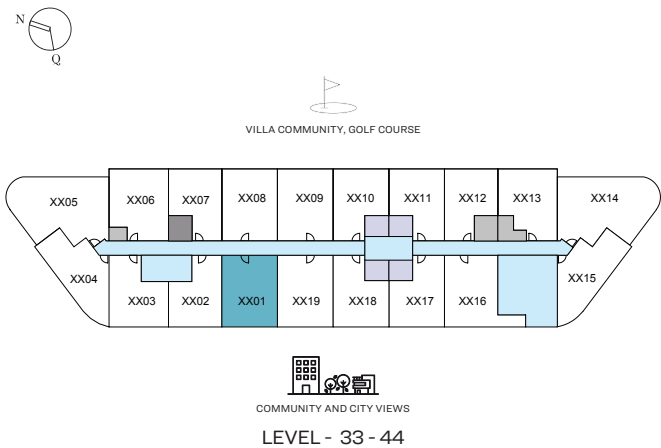 N
Q
VILLA COMMUNITY, GOLF COURSE
XX05 XX06 XX07 XX08 XX09 XX10 XX11 XX12 XX13 XX14
XX04 XX03 XX02 XX01 XX19 XX18 XX17 XX16 XX15
COMMUNITY AND CITY VIEWS
LEVEL - 33 - 44